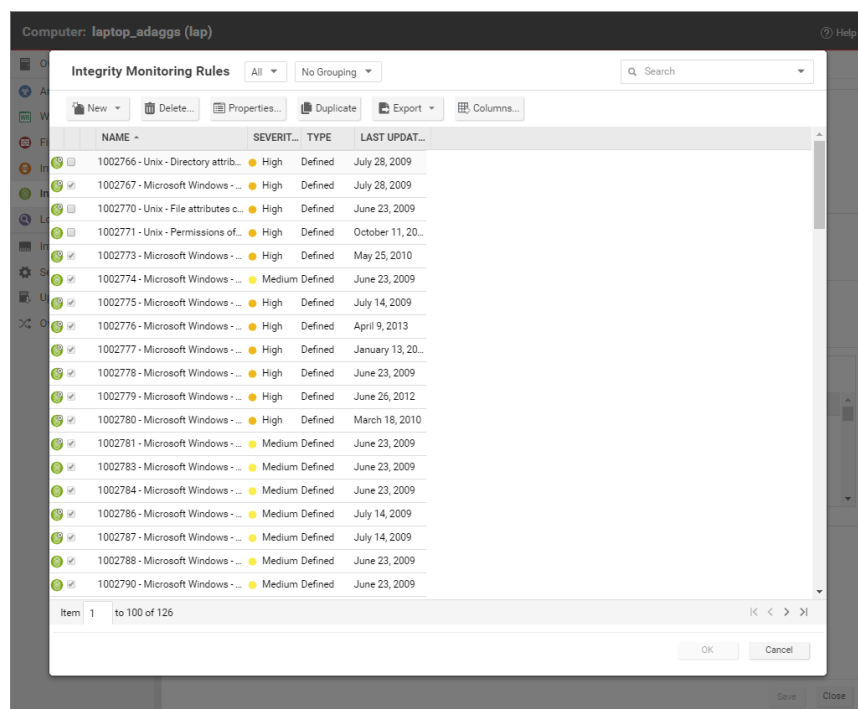 Computer: laptop_adaggs (lap)
Help
Integrity Monitoring Rules All No Grouping Search
New Delete... Properties... Duplicate Export Columns...
NAME SEVERIT... TYPE LAST UPDAT...
1002766 - Unix - Directory attrib... High Defined July 28, 2009
1002767 - Microsoft Windows - ... High Defined July 28, 2009
1002770 - Unix - File attributes c... High Defined June 23, 2009
1002771 - Unix - Permissions of... High Defined October 11, 20...
1002773 - Microsoft Windows - ... High Defined May 25, 2010
1002774 - Microsoft Windows - ... Medium Defined June 23, 2009
1002775 - Microsoft Windows - ... High Defined July 14, 2009
1002776 - Microsoft Windows - ... High Defined April 9, 2013
1002777 - Microsoft Windows - ... High Defined January 13, 20...
1002778 - Microsoft Windows - ... High Defined June 23, 2009
1002779 - Microsoft Windows - ... High Defined June 26, 2012
1002780 - Microsoft Windows - ... High Defined March 18, 2010
1002781 - Microsoft Windows - ... Medium Defined June 23, 2009
1002783 - Microsoft Windows - ... Medium Defined June 23, 2009
1002784 - Microsoft Windows - ... Medium Defined June 23, 2009
1002786 - Microsoft Windows - ... Medium Defined July 14, 2009
1002787 - Microsoft Windows - ... Medium Defined July 14, 2009
1002788 - Microsoft Windows - ... Medium Defined June 23, 2009
1002790 - Microsoft Windows - ... Medium Defined June 23, 2009
Item 1 to 100 of 126
OK Cancel
Save Close